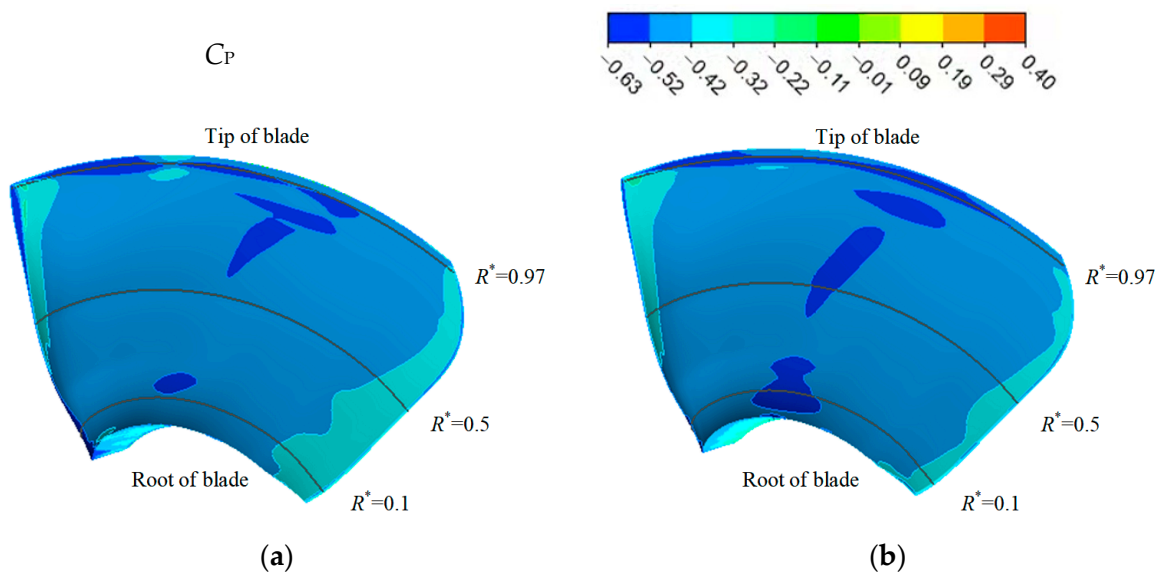 C_P
−0.63 −0.52 −0.42 −0.32 −0.22 −0.11 −0.01 0.09 0.19 0.29 0.40
Tip of blade
Tip of blade
R*=0.97
R*=0.97
R*=0.5
R*=0.5
Root of blade
Root of blade
R*=0.1
R*=0.1
(a)
(b)